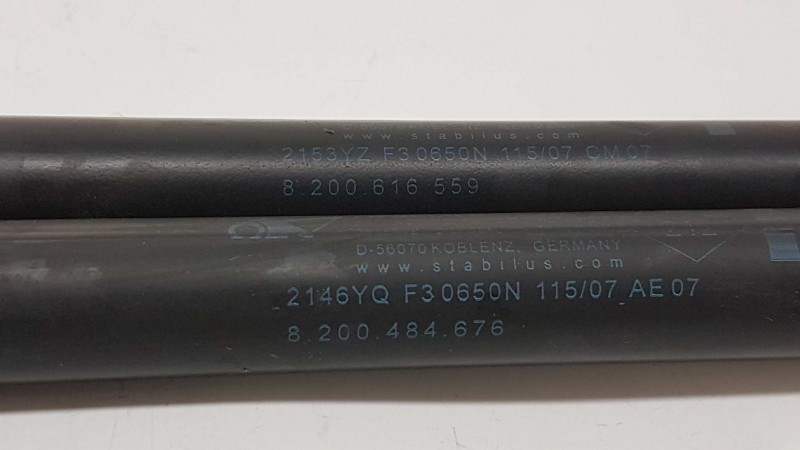 www.stabilus.com
2153YZ F3 0650N 115/07 CM 07
8.200.616 559
D-56070 KOBLENZ, GERMANY
www.stabilus.com
2146YQ F3 0650N 115/07 AE 07
8.200.484.676